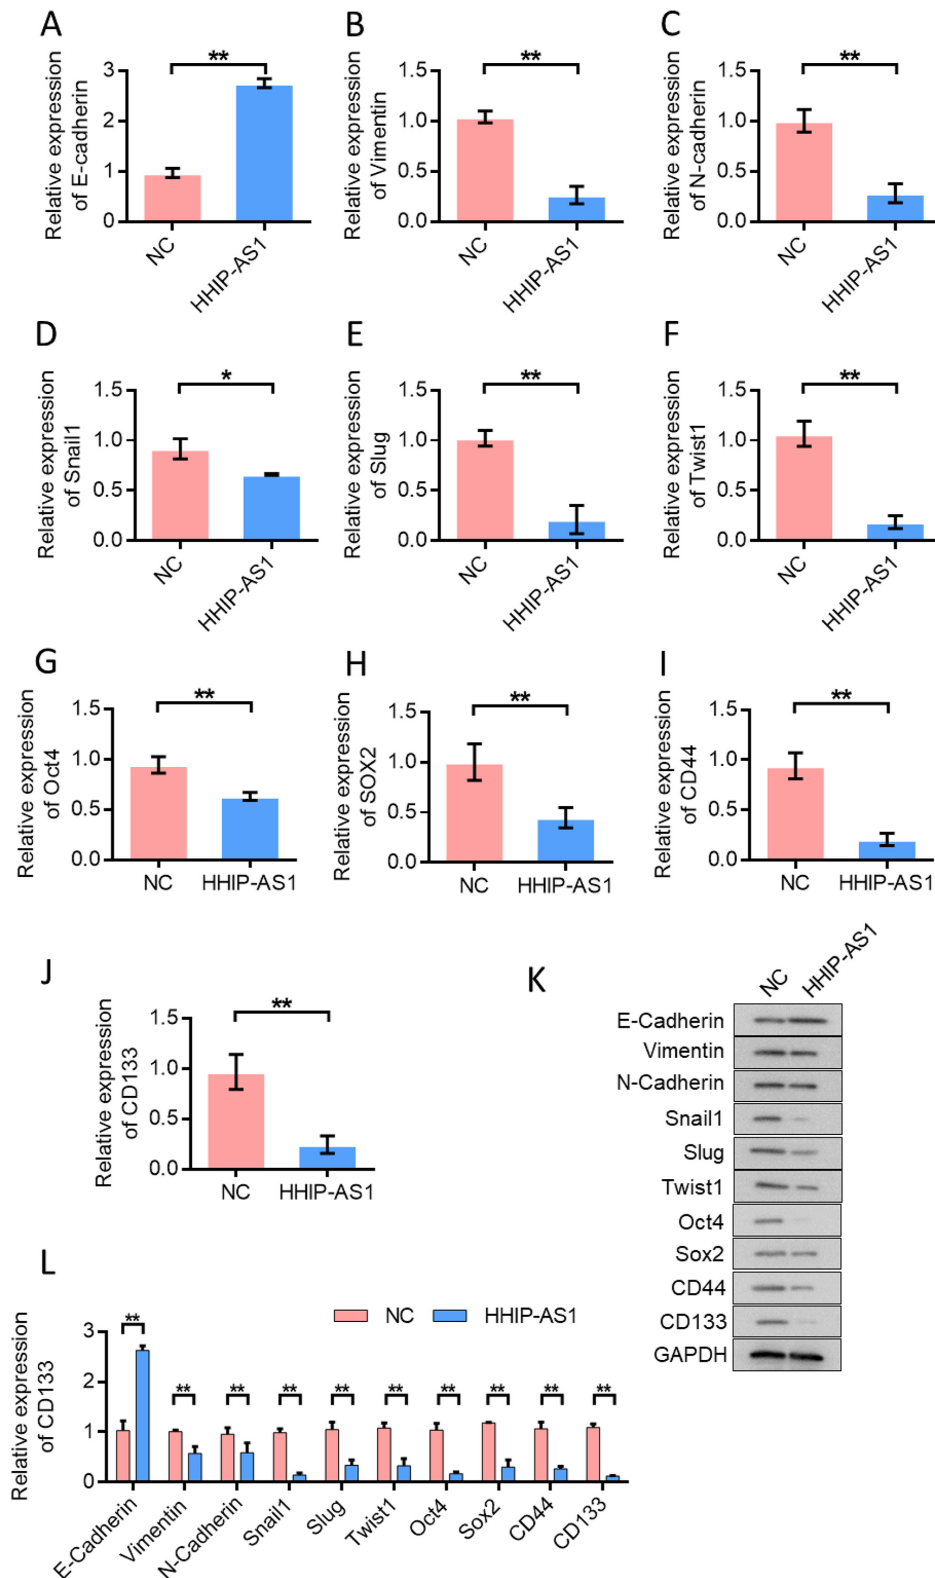 A
Relative expression
of E-cadherin
3
2
1
0
**
NC
HHIP-AS1
B
Relative expression
of Vimentin
1.5
1.0
0.5
0.0
**
NC
HHIP-AS1
C
Relative expression
of N-cadherin
1.5
1.0
0.5
0.0
**
NC
HHIP-AS1
D
Relative expression
of Snail1
1.5
1.0
0.5
0.0
*
NC
HHIP-AS1
E
Relative expression
of Slug
1.5
1.0
0.5
0.0
**
NC
HHIP-AS1
F
Relative expression
of Twist1
1.5
1.0
0.5
0.0
**
NC
HHIP-AS1
G
Relative expression
of Oct4
1.5
1.0
0.5
0.0
**
NC
HHIP-AS1
H
Relative expression
of SOX2
1.5
1.0
0.5
0.0
**
NC
HHIP-AS1
I
Relative expression
of CD44
1.5
1.0
0.5
0.0
**
NC
HHIP-AS1
J
Relative expression
of CD133
1.5
1.0
0.5
0.0
**
NC
HHIP-AS1
K
NC
HHIP-AS1
E-Cadherin
Vimentin
N-Cadherin
Snail1
Slug
Twist1
Oct4
Sox2
CD44
CD133
GAPDH
L
Relative expression
of CD133
NC
HHIP-AS1
3
2
1
0
** ** ** ** ** ** ** ** ** **
E-Cadherin
Vimentin
N-Cadherin
Snail1
Slug
Twist1
Oct4
Sox2
CD44
CD133